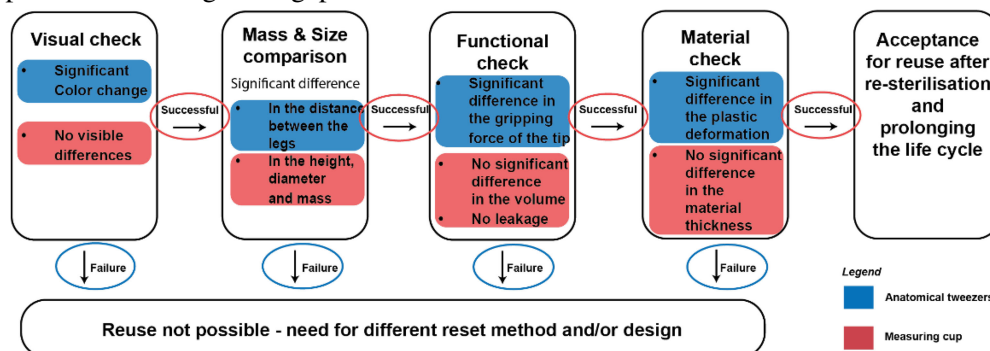 Visual check
• Significant
Color change
• No visible
differences
Successful
Failure
Mass & Size
comparison
Significant difference
• In the distance
between the
legs
• In the height,
diameter
and mass
Successful
Failure
Functional
check
• Significant
difference in
the gripping
force of the tip
• No significant
difference
in the volume
• No leakage
Successful
Failure
Material
check
• Significant
difference in
the plastic
deformation
• No significant
difference
in the
material
thickness
Successful
Failure
Acceptance
for reuse after
re-sterilisation
and
prolonging
the life cycle
Reuse not possible - need for different reset method and/or design
Legend
Anatomical tweezers
Measuring cup